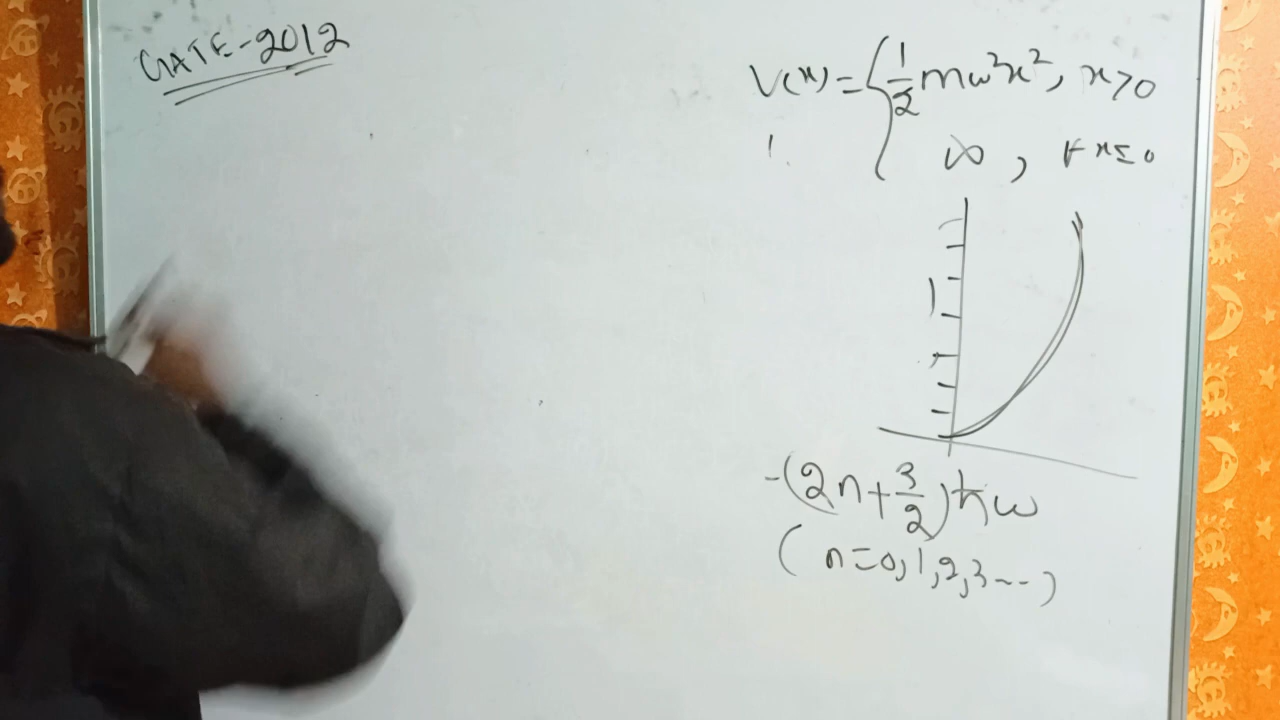 GATE-2012
V(x) = { 1/2 mω²x², x>0
∞, x≤0
(2n+3/2)ħω
(n=0,1,2,3---)